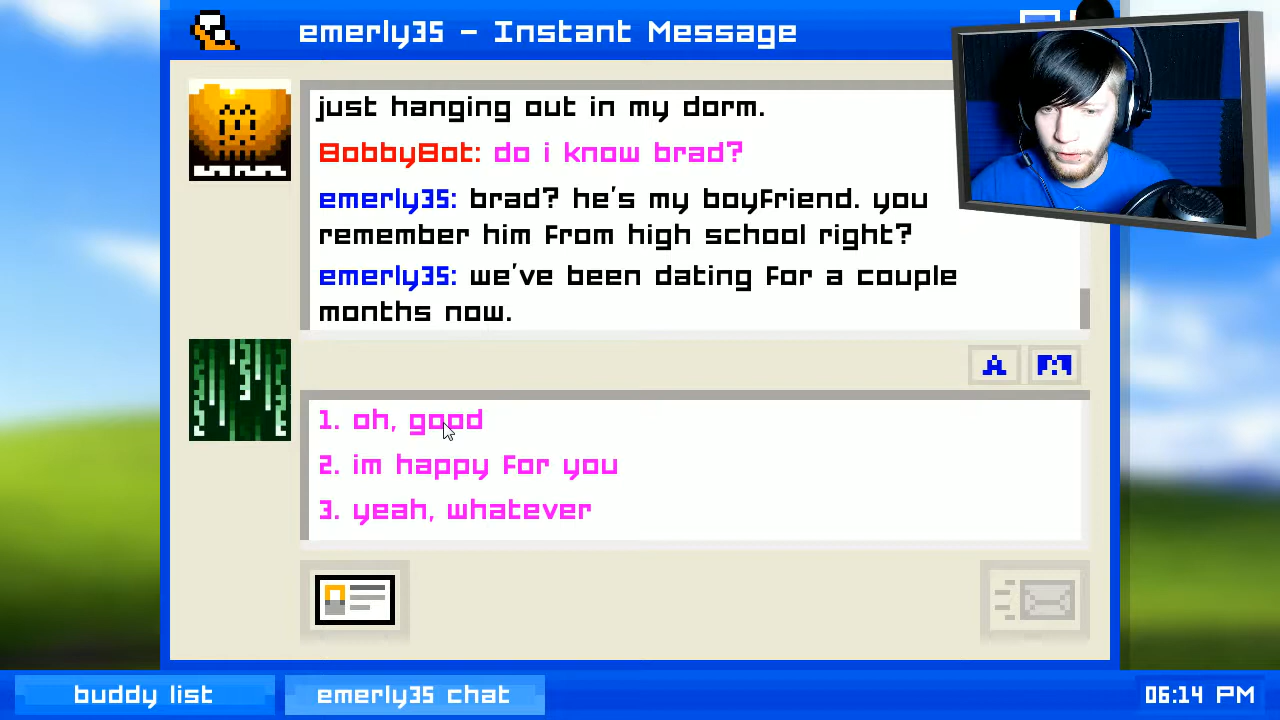 emerly35 - Instant Message
just hanging out in my dorm.
BobbyBot: do i know brad?
emerly35: brad? he's my boyfriend. you
remember him from high school right?
emerly35: we've been dating for a couple
months now.
A
1. oh, good
2. im happy for you
3. yeah, whatever
buddy list
emerly35 chat
06:14 PM